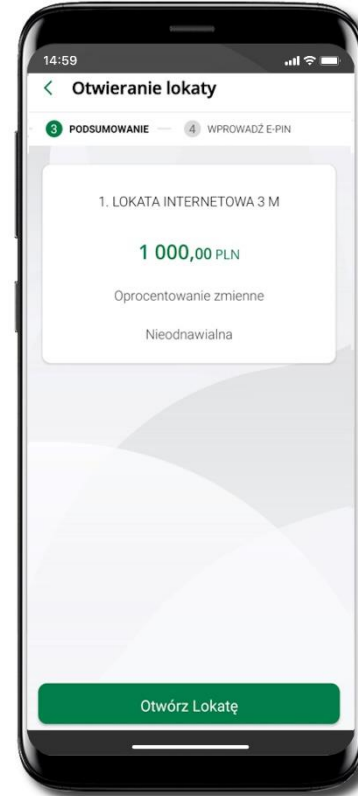 14:59
Otwieranie lokaty
3 PODSUMOWANIE 4 WPROWADŹ E-PIN
1. LOKATA INTERNETOWA 3 M
1 000,00 PLN
Oprocentowanie zmienne
Nieodnawialna
Otwórz Lokatę